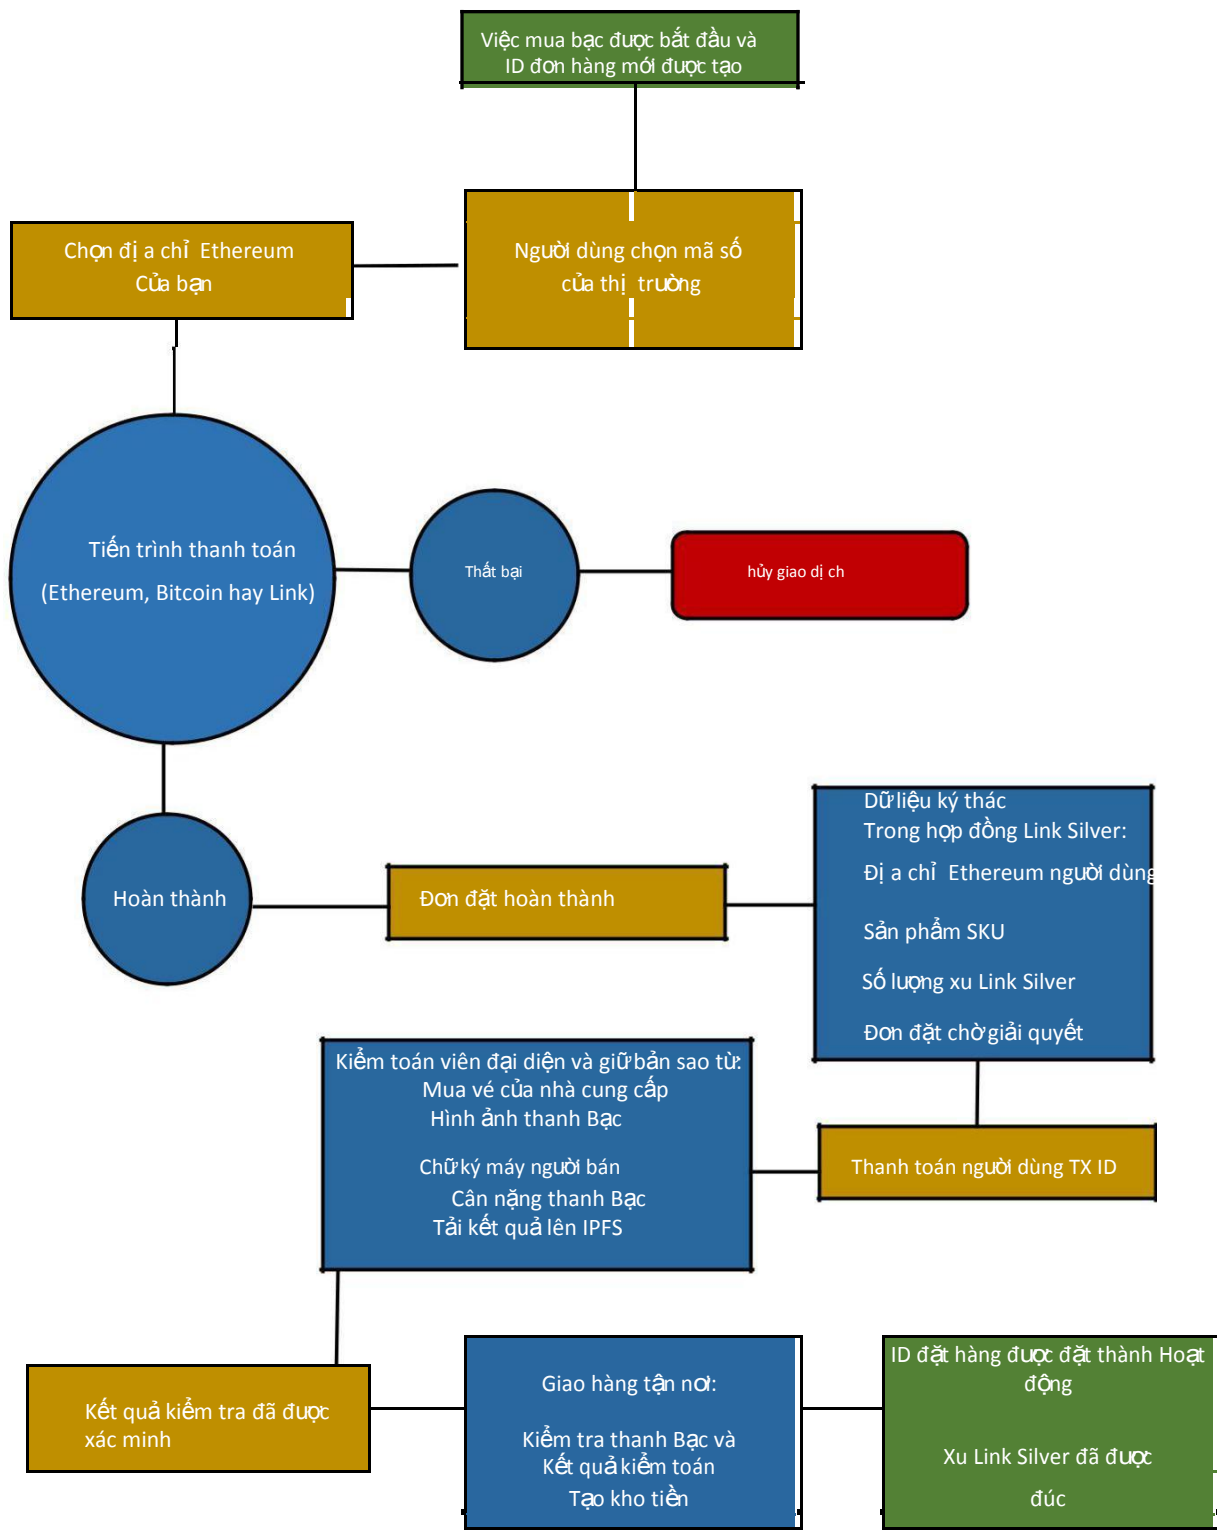 Việc mua bạc được bắt đầu và
ID đơn hàng mới được tạo
Chọn địa chỉ Ethereum
Của bạn
Người dùng chọn mã số
của thị trường
Tiến trình thanh toán
(Ethereum, Bitcoin hay Link)
Thất bại
hủy giao dịch
Hoàn thành
Đơn đặt hoàn thành
Dữ liệu ký thác
Trong hợp đồng Link Silver:
Địa chỉ Ethereum người dùng
Sản phẩm SKU
Số lượng xu Link Silver
Đơn đặt chờ giải quyết
Kiểm toán viên đại diện và giữ bản sao từ:
Mua vé của nhà cung cấp
Hình ảnh thanh Bạc
Chữ ký máy người bán
Cân nặng thanh Bạc
Tải kết quả lên IPFS
Thanh toán người dùng TX ID
Kết quả kiểm tra đã được
xác minh
Giao hàng tận nơi:
Kiểm tra thanh Bạc và
Kết quả kiểm toán
Tạo kho tiền
ID đặt hàng được đặt thành Hoạt
động
Xu Link Silver đã được
đúc